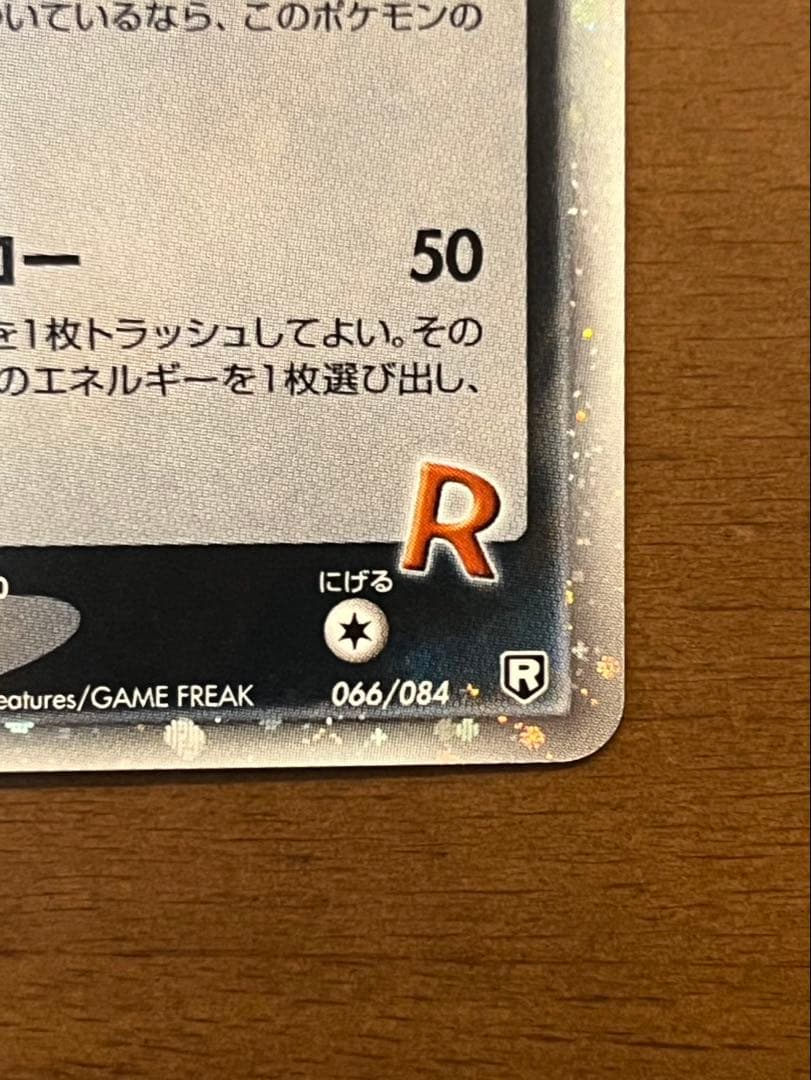 いているなら、このポケモンの
ロー 50
を1枚トラッシュしてよい。その
のエネルギーを1枚選び出し、
R
にげる
eatures/GAME FREAK 066/084 R